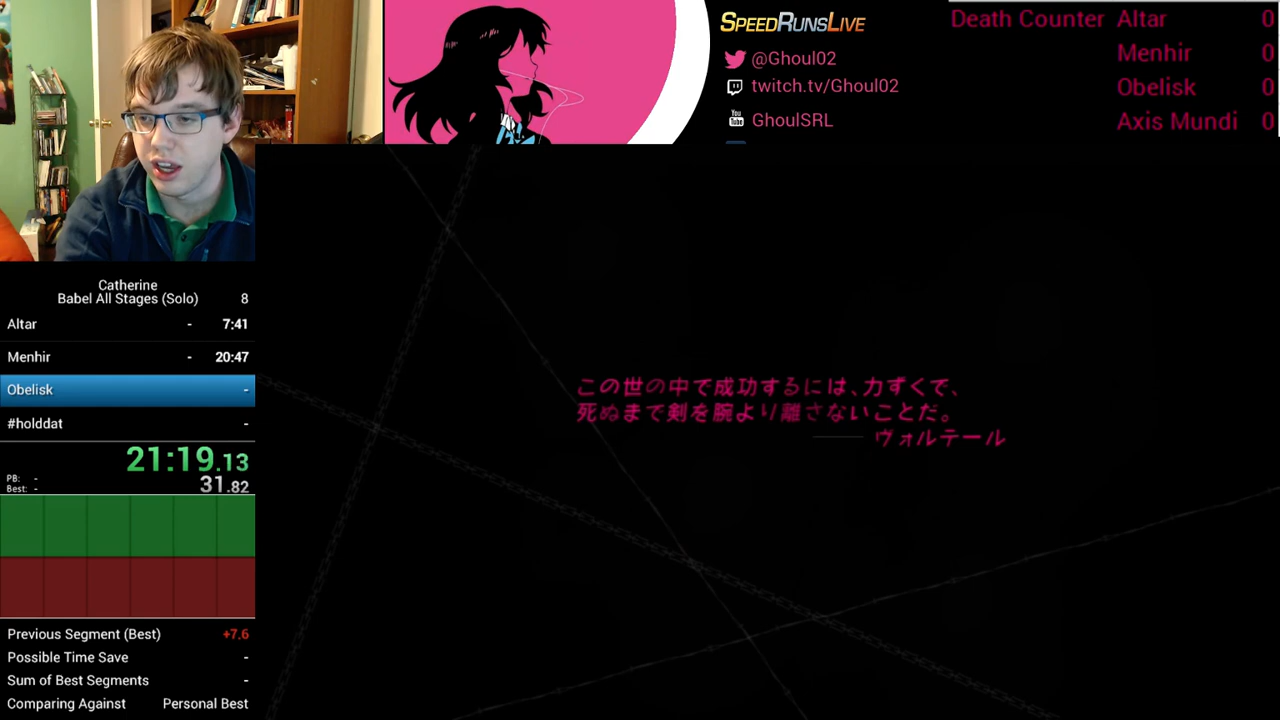 SPEEDRUNSLIVE
@Ghoul02
twitch.tv/Ghoul02
You Tube GhoulSRL
Death Counter Altar 0
Menhir 0
Obelisk 0
Axis Mundi 0
Catherine
Babel All Stages (Solo) 8
Altar - 7:41
Menhir - 20:47
Obelisk -
#holddat -
21:19.13
PB: -
Best: - 31.82
Previous Segment (Best) +7.6
Possible Time Save -
Sum of Best Segments -
Comparing Against Personal Best
この世の中で成功するには、力ずくで、
死ぬまで剣を腕より離さないことだ。
―― ヴォルテール